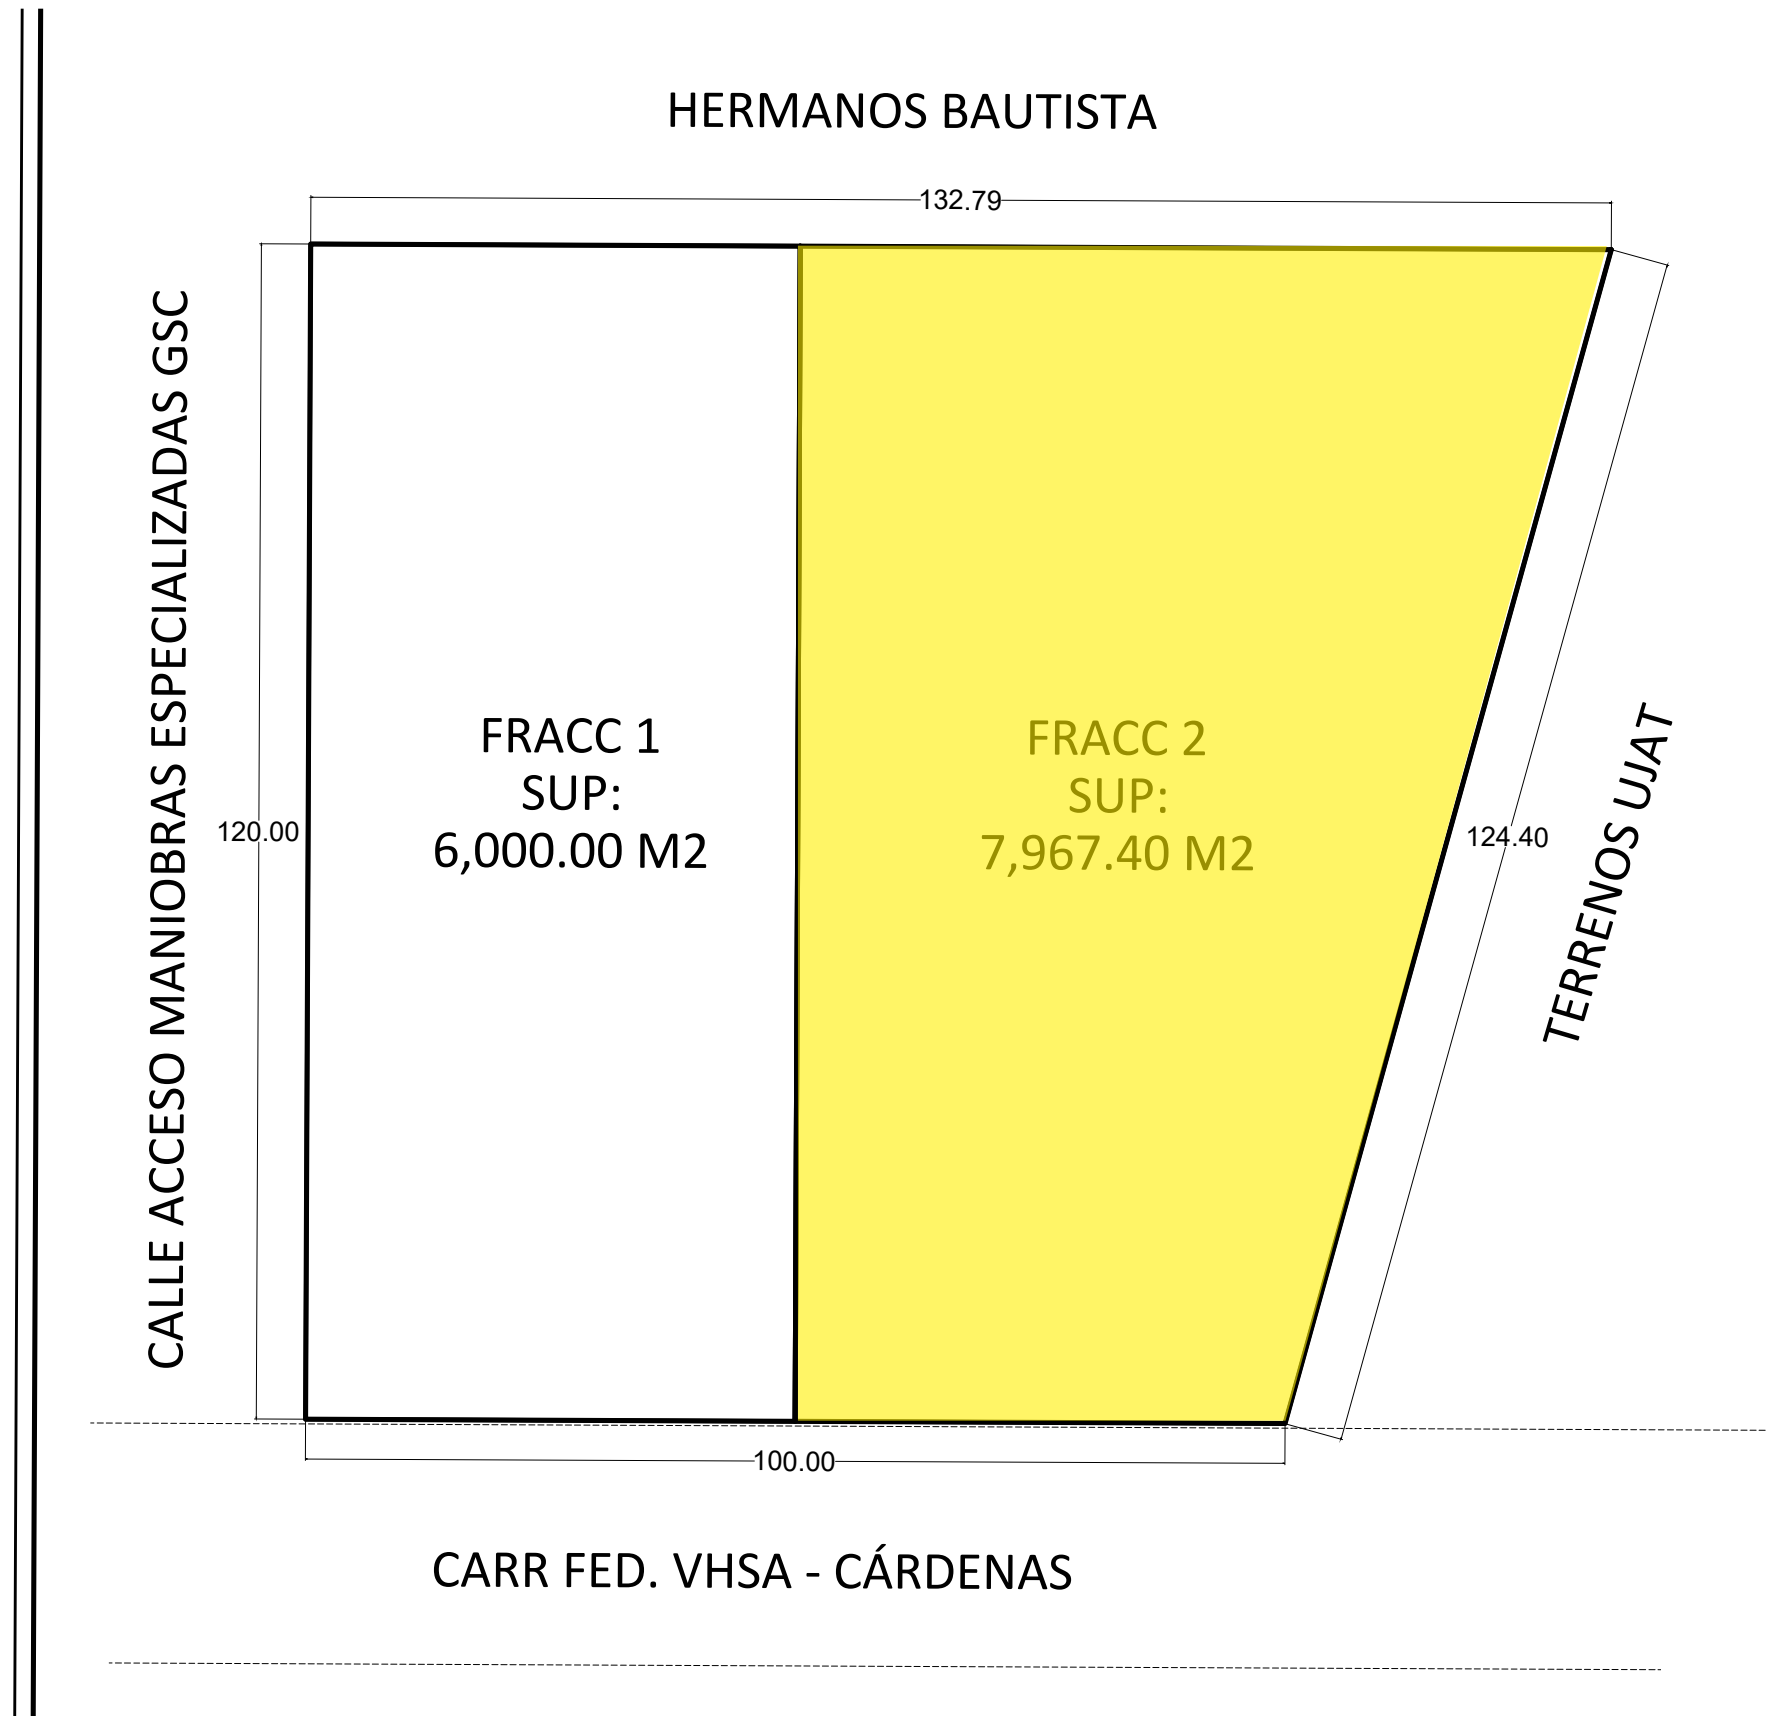 HERMANOS BAUTISTA
132.79
CALLE ACCESO MANIOBRAS ESPECIALIZADAS GSC
120.00
FRACC 1
SUP:
6,000.00 M2
FRACC 2
SUP:
7,967.40 M2
124.40
TERRENOS UJAT
100.00
CARR FED. VHSA - CÁRDENAS